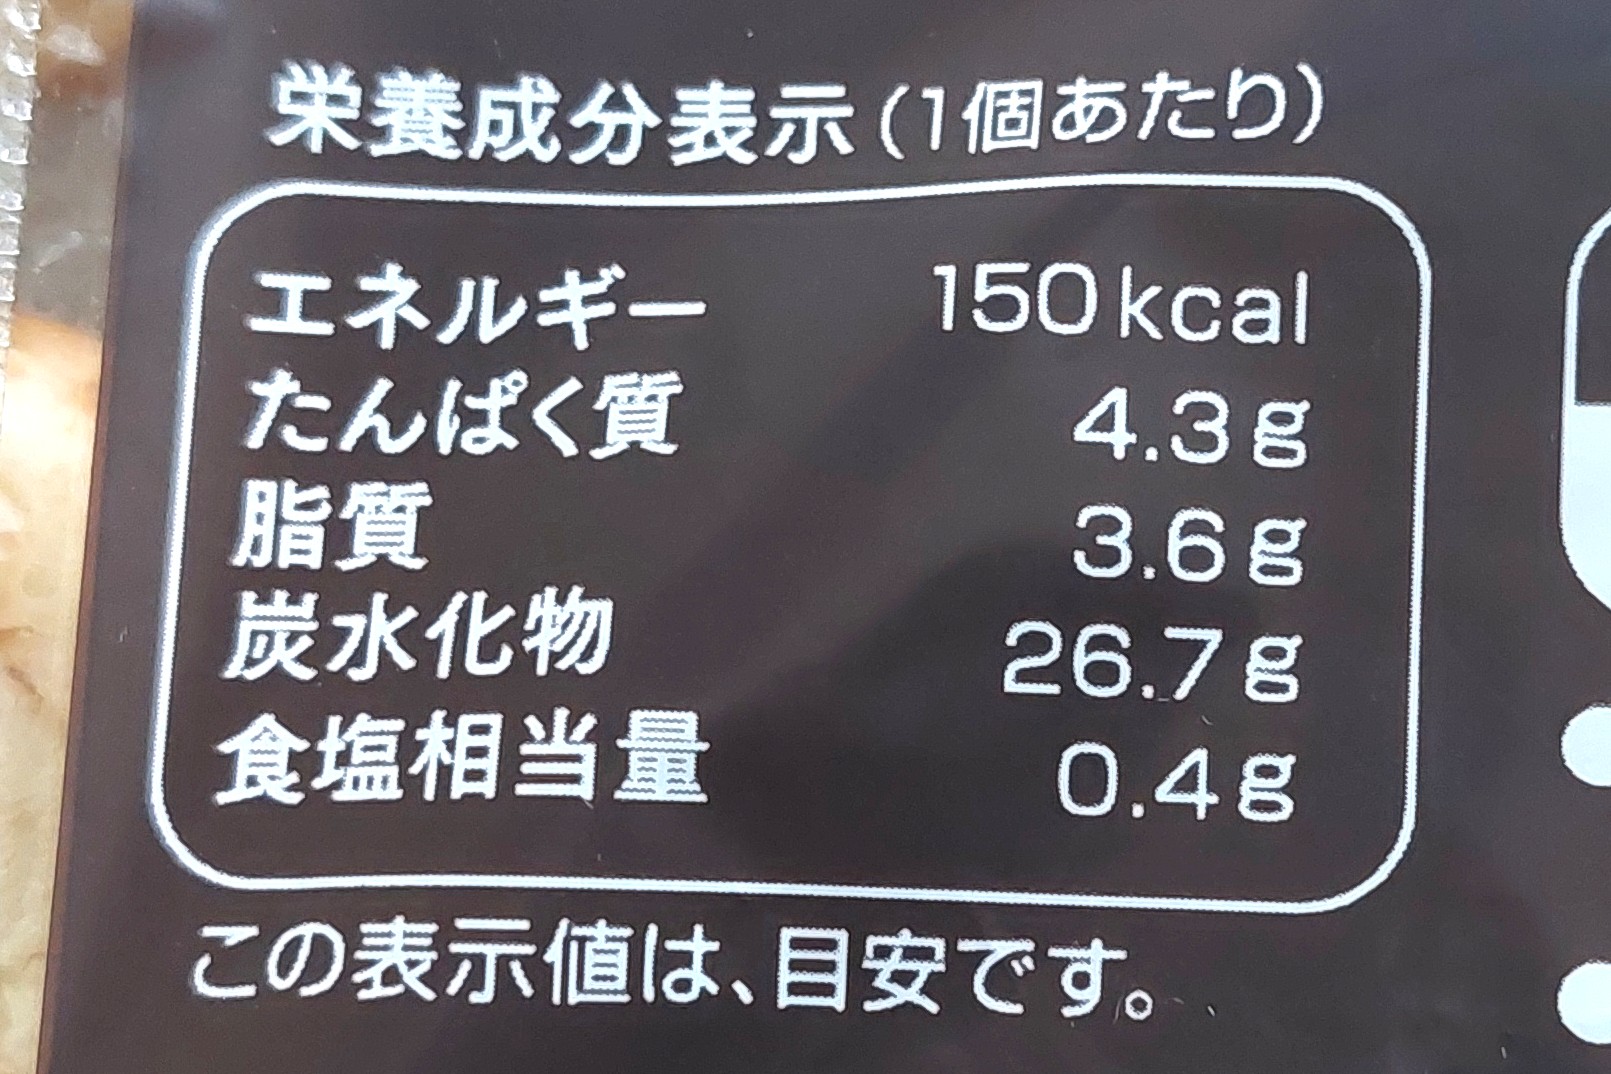 栄養成分表示(1個あたり)
エネルギー 150kcal
たんぱく質 4.3g
脂質 3.6g
炭水化物 26.7g
食塩相当量 0.4g
この表示値は、目安です。